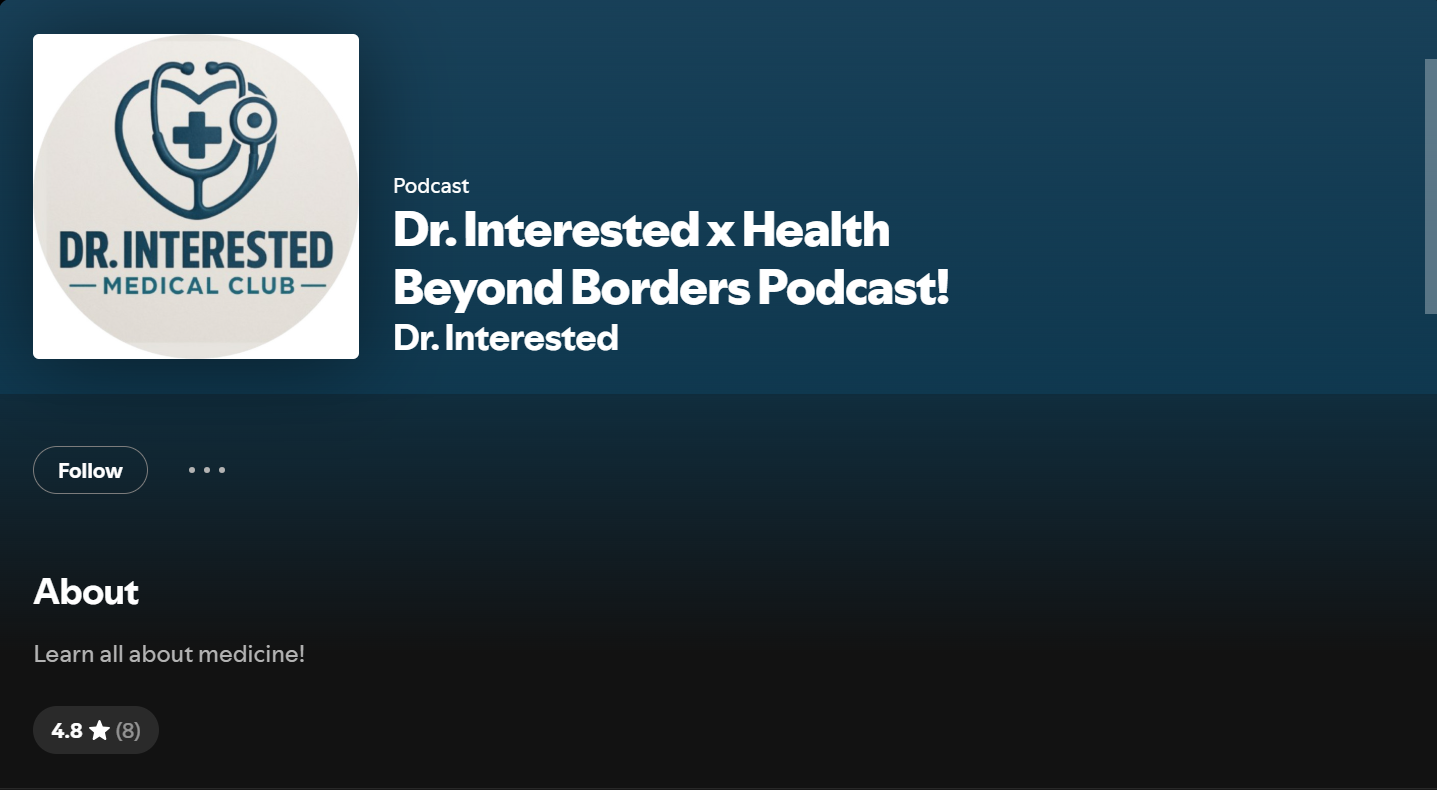 DR. INTERESTED
MEDICAL CLUB
Podcast
Dr. Interested x Health
Beyond Borders Podcast!
Dr. Interested
Follow
About
Learn all about medicine!
4.8 ★ (8)